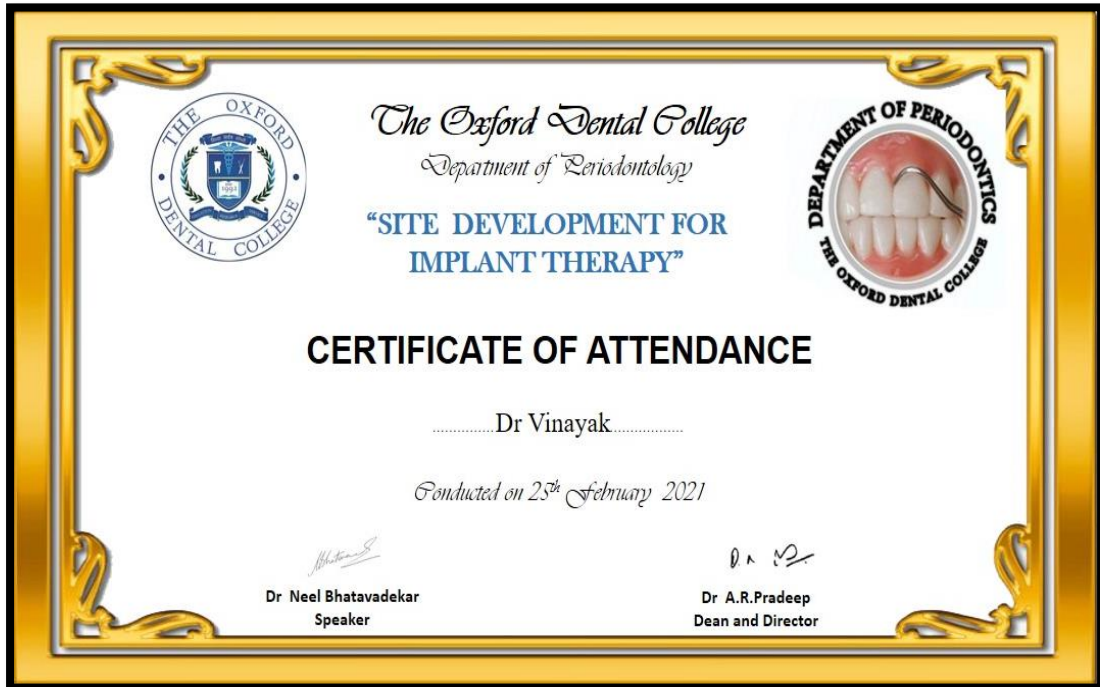 THE OXFORD DENTAL COLLEGE
1992
The Oxford Dental College
Department of Periodontology
“SITE DEVELOPMENT FOR
IMPLANT THERAPY”
DEPARTMENT OF PERIODONTICS
THE OXFORD DENTAL COLLEGE
CERTIFICATE OF ATTENDANCE
...............Dr Vinayak..................
Conducted on 25th February 2021
Dr Neel Bhatavadekar
Speaker
Dr A.R.Pradeep
Dean and Director